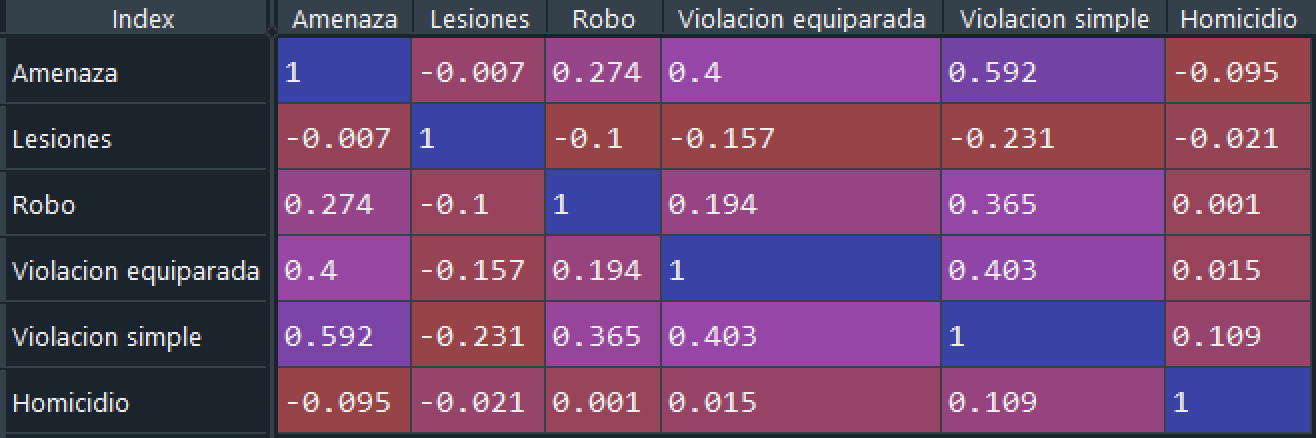 Index Amenaza Lesiones Robo Violacion equiparada Violacion simple Homicidio
Amenaza 1 -0.007 0.274 0.4 0.592 -0.095
Lesiones -0.007 1 -0.1 -0.157 -0.231 -0.021
Robo 0.274 -0.1 1 0.194 0.365 0.001
Violacion equiparada 0.4 -0.157 0.194 1 0.403 0.015
Violacion simple 0.592 -0.231 0.365 0.403 1 0.109
Homicidio -0.095 -0.021 0.001 0.015 0.109 1